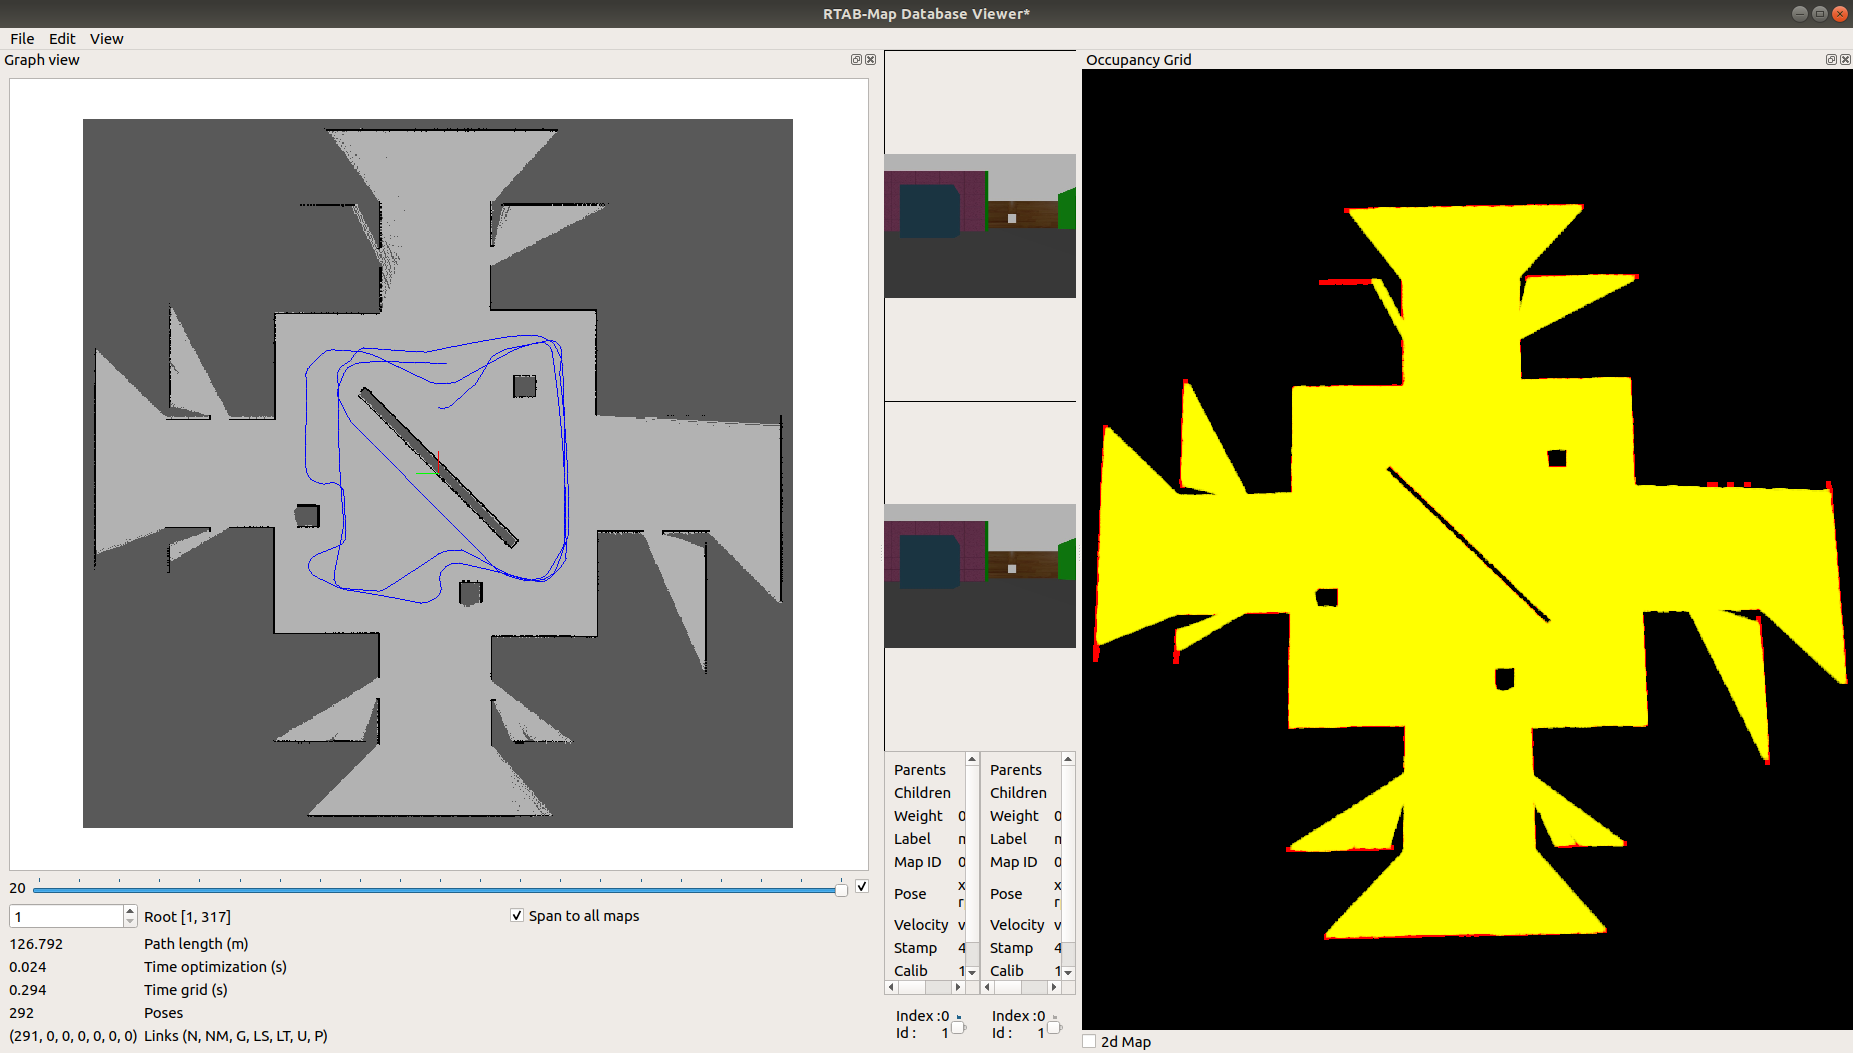 RTAB-Map Database Viewer*
File Edit View
Graph view
Occupancy Grid
20
1 Root [1, 317] Span to all maps
126.792 Path length (m)
0.024 Time optimization (s)
0.294 Time grid (s)
292 Poses
(291, 0, 0, 0, 0, 0, 0) Links (N, NM, G, LS, LT, U, P)
Parents
Children
Weight 0
Label
Map ID 0
Pose x
r
Velocity v
Stamp 4
Calib 1
Index :0
Id : 1
Parents
Children
Weight 0
Label
Map ID 0
Pose x
r
Velocity v
Stamp 4
Calib 1
Index :0
Id : 1
2d Map